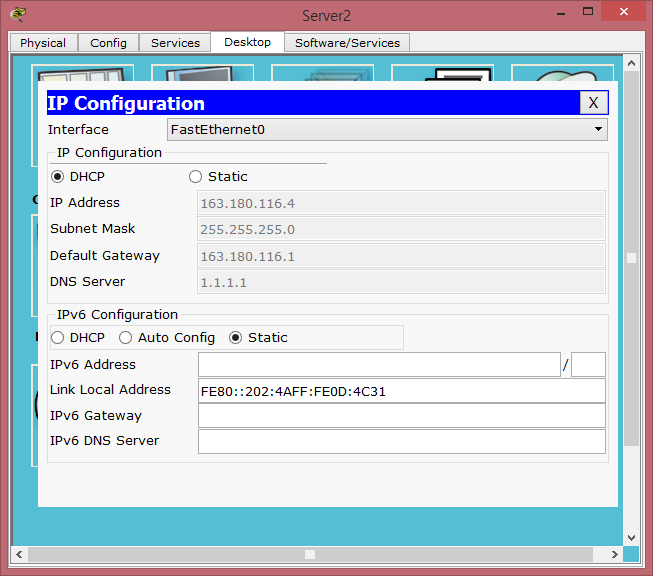 Server2
Physical Config Services Desktop Software/Services
IP Configuration X
Interface FastEthernet0
IP Configuration
DHCP Static
IP Address 163.180.116.4
Subnet Mask 255.255.255.0
Default Gateway 163.180.116.1
DNS Server 1.1.1.1
IPv6 Configuration
DHCP Auto Config Static
IPv6 Address /
Link Local Address FE80::202:4AFF:FE0D:4C31
IPv6 Gateway
IPv6 DNS Server